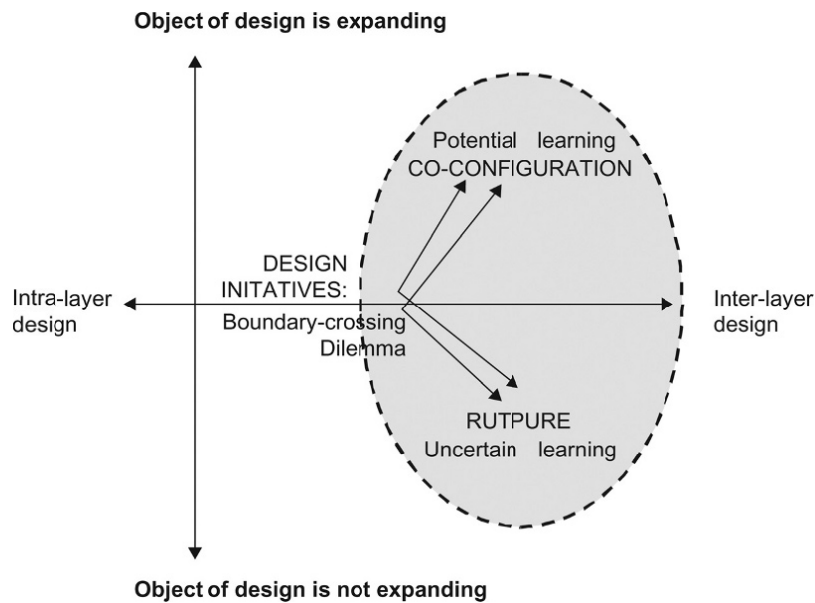 Object of design is expanding
Potential learning
CO-CONFIGURATION
DESIGN
INITATIVES:
Intra-layer
design
Inter-layer
design
Boundary-crossing
Dilemma
RUTPURE
Uncertain learning
Object of design is not expanding